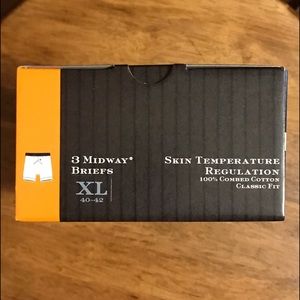 3 Midway*
Briefs
XL
40-42
Skin Temperature
Regulation
100% Combed Cotton
Classic Fit